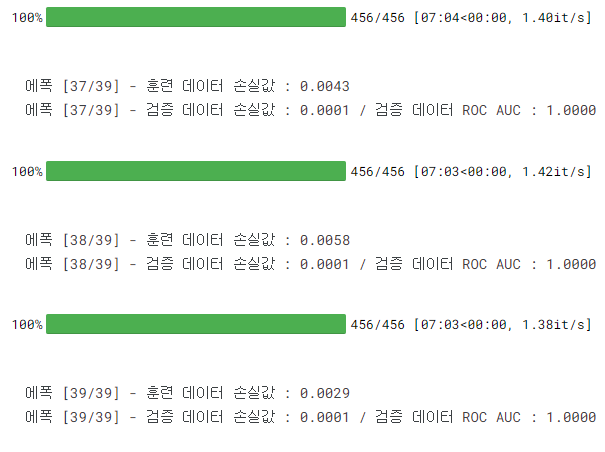 100% 456/456 [07:04<00:00, 1.40it/s]
에폭 [37/39] - 훈련 데이터 손실값 : 0.0043
에폭 [37/39] - 검증 데이터 손실값 : 0.0001 / 검증 데이터 ROC AUC : 1.0000
100% 456/456 [07:03<00:00, 1.42it/s]
에폭 [38/39] - 훈련 데이터 손실값 : 0.0058
에폭 [38/39] - 검증 데이터 손실값 : 0.0001 / 검증 데이터 ROC AUC : 1.0000
100% 456/456 [07:03<00:00, 1.38it/s]
에폭 [39/39] - 훈련 데이터 손실값 : 0.0029
에폭 [39/39] - 검증 데이터 손실값 : 0.0001 / 검증 데이터 ROC AUC : 1.0000